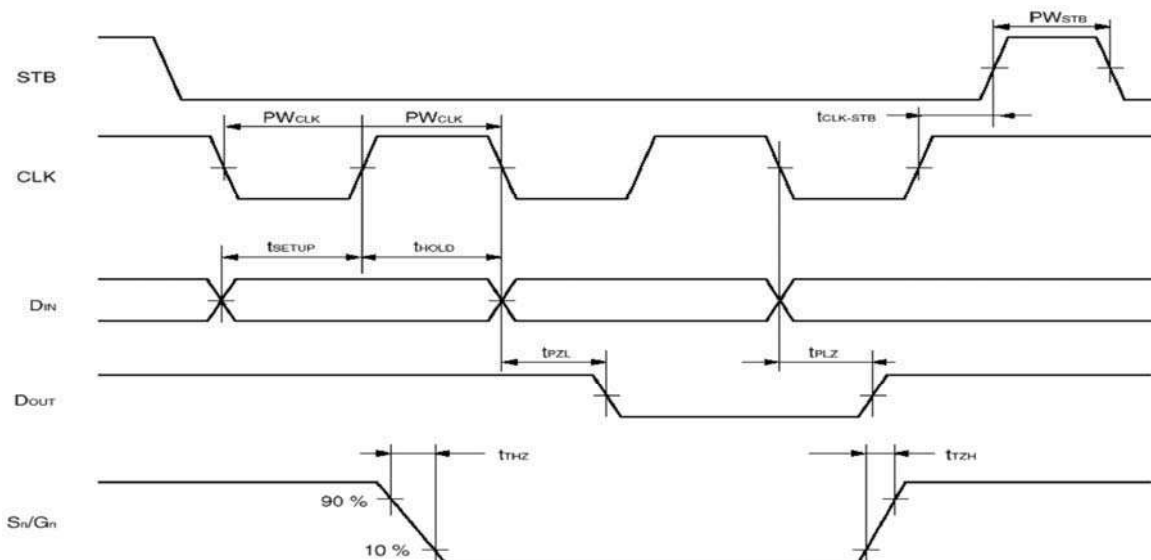 PWSTB
STB
tCLK-STB
PWCLK PWCLK
CLK
tSETUP tHOLD
DIN
tPZL tPLZ
DOUT
tTHZ tTZH
90 %
Sn/Gn
10 %